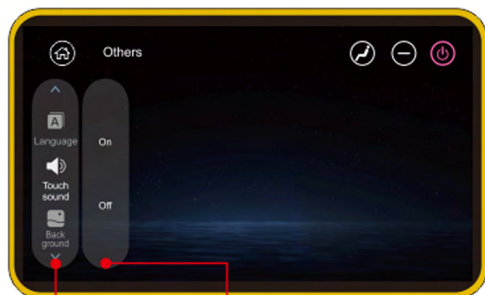 Others
A
Language
On
Touch
sound
Off
Back
ground